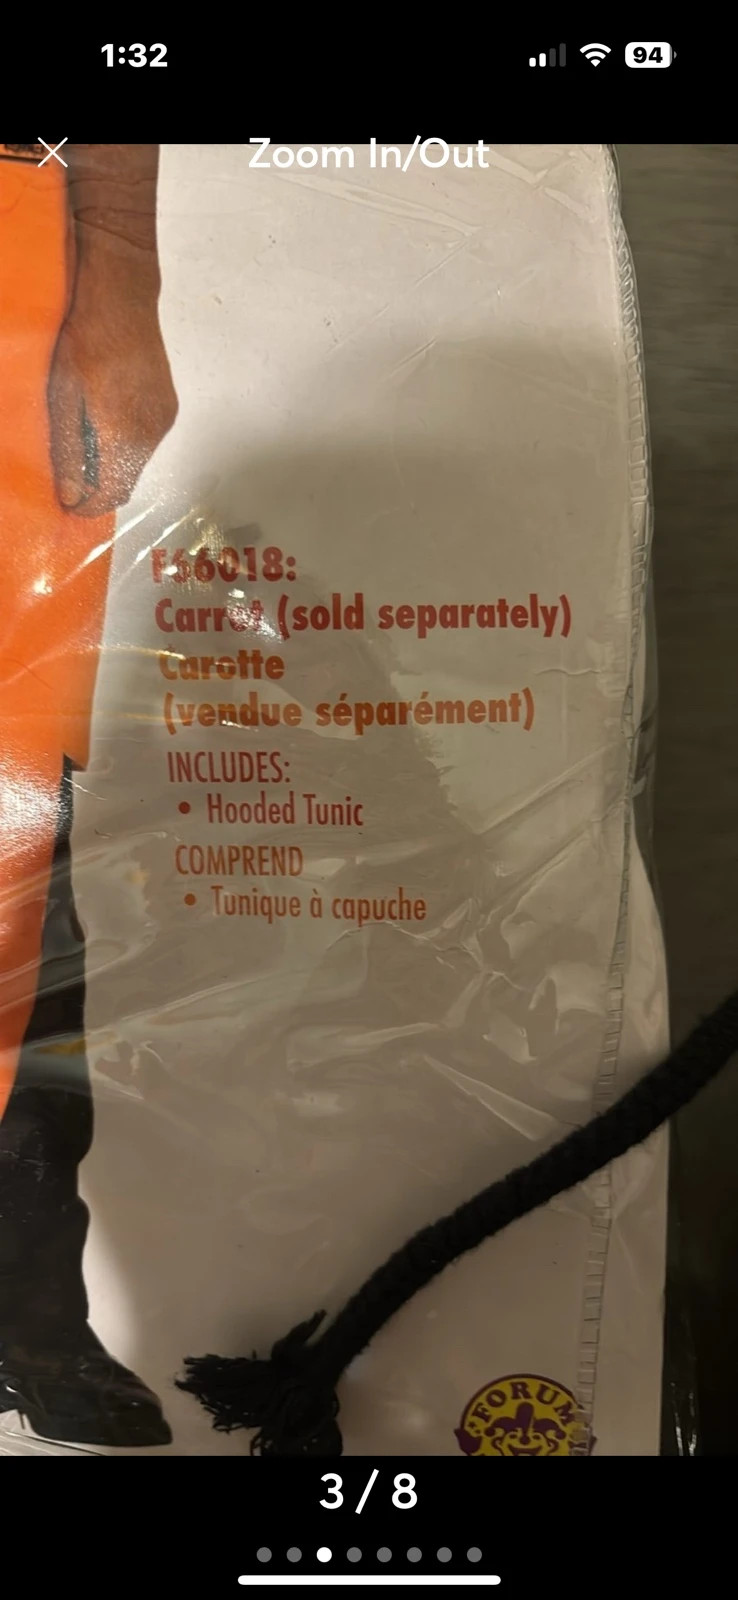 1:32
94
Zoom In/Out
F66018:
Carrot (sold separately)
Carotte
(vendue séparément)
INCLUDES:
• Hooded Tunic
COMPREND
• Tunique à capuche
FORUM
3 / 8